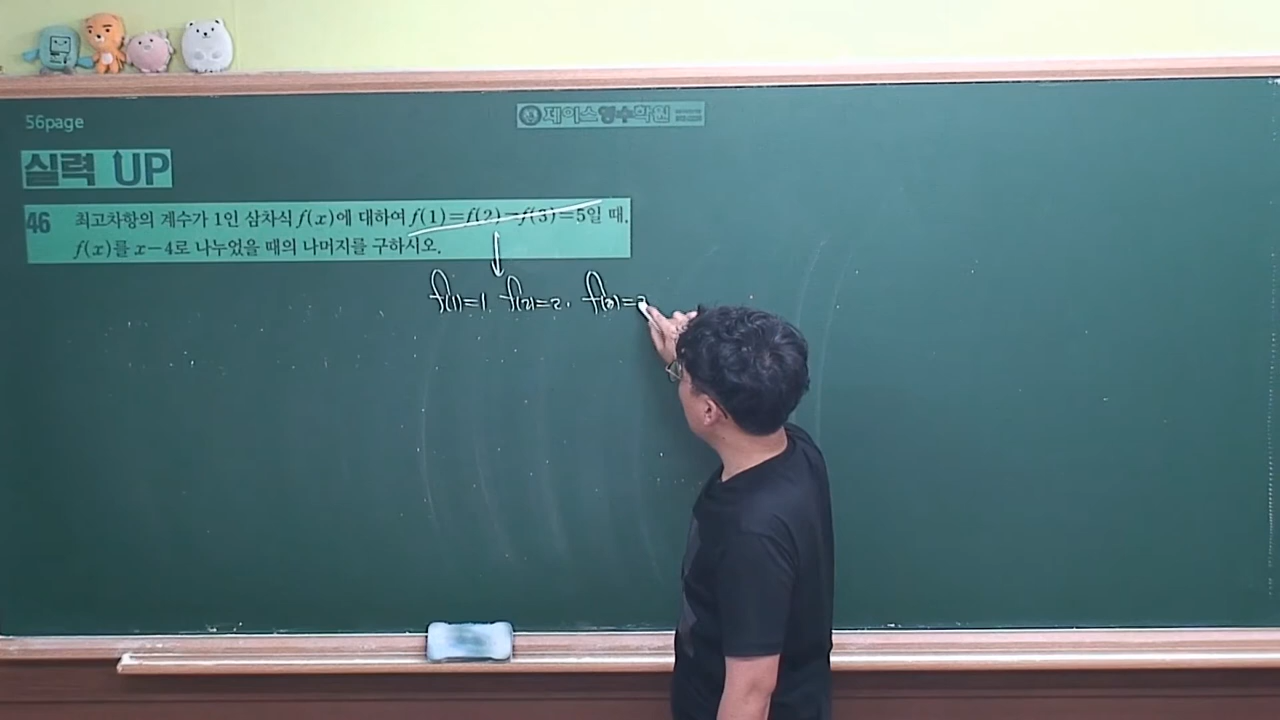 56page
제이스영수학원
실력 UP
46 최고차항의 계수가 1인 삼차식 f(x)에 대하여 f(1)=f(2)=f(3)=5일 때,
f(x)를 x-4로 나누었을 때의 나머지를 구하시오.
f(1)=1, f(2)=2, f(3)=3